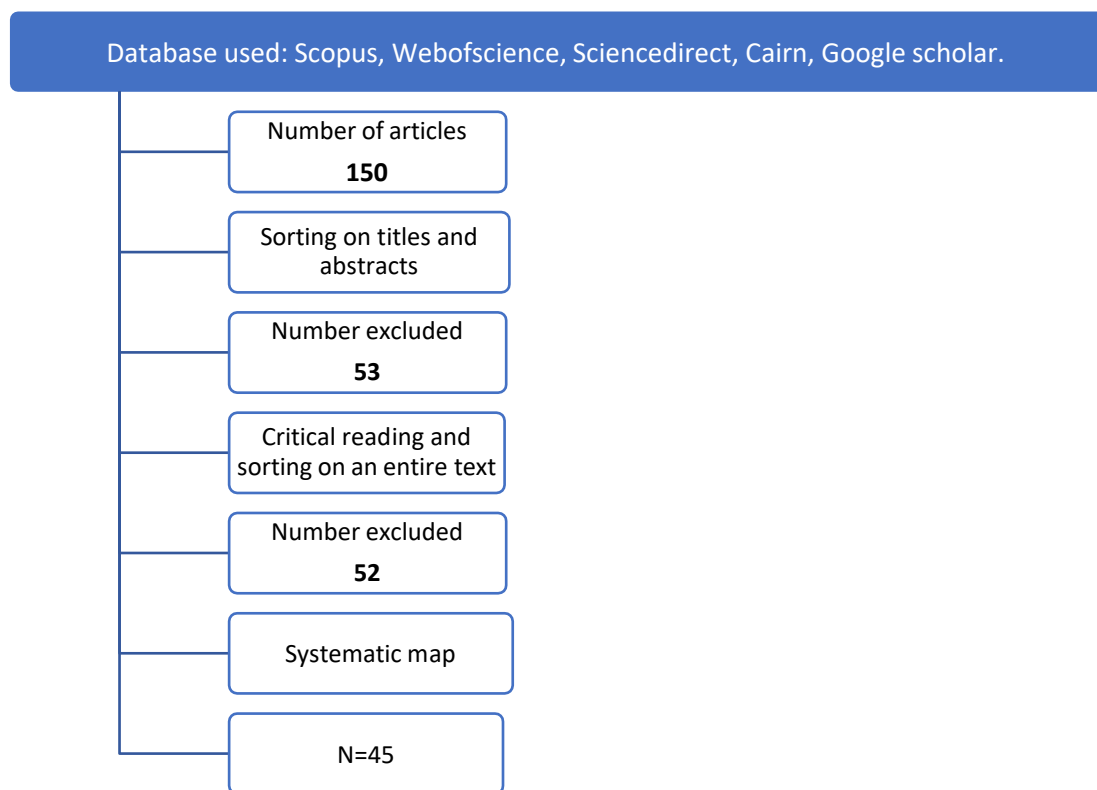 Database used: Scopus, Webofscience, Sciencedirect, Cairn, Google scholar.
Number of articles
150
Sorting on titles and
abstracts
Number excluded
53
Critical reading and
sorting on an entire text
Number excluded
52
Systematic map
N=45